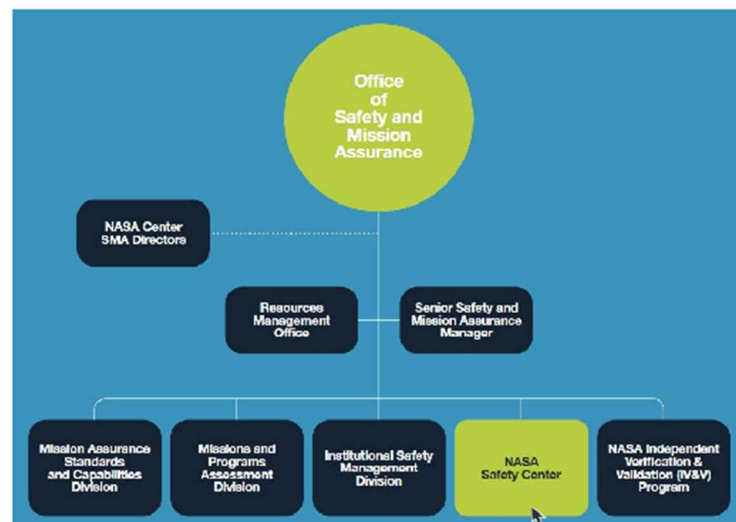 Office
of
Safety and
Mission
Assurance
NASA Center
SMA Directors
Resources
Management
Office
Senior Safety and
Mission Assurance
Manager
Mission Assurance
Standards
and Capabilities
Division
Missions and
Programs
Assessment
Division
Institutional Safety
Management
Division
NASA
Safety Center
NASA Independent
Verification &
Validation (IV&V)
Program